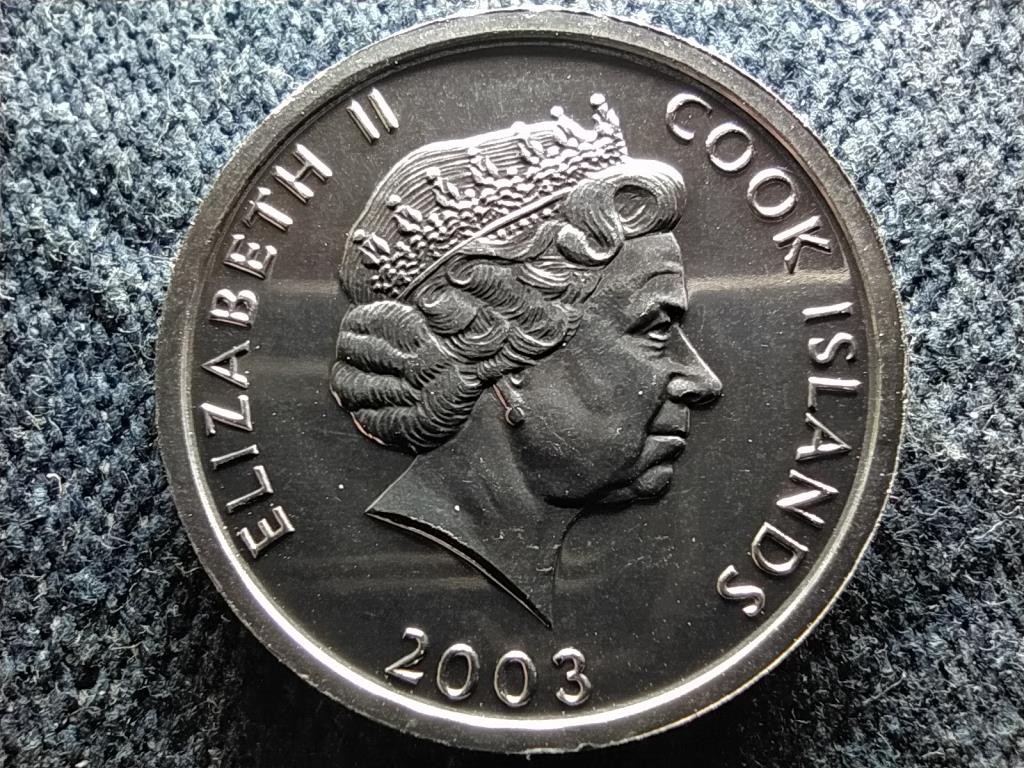 ELIZABETH II
COOK ISLANDS
2003